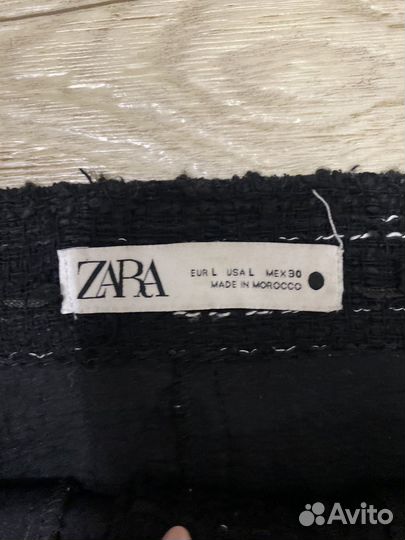 ZARA
EUR L USA L MEX 30
MADE IN MOROCCO
Avito